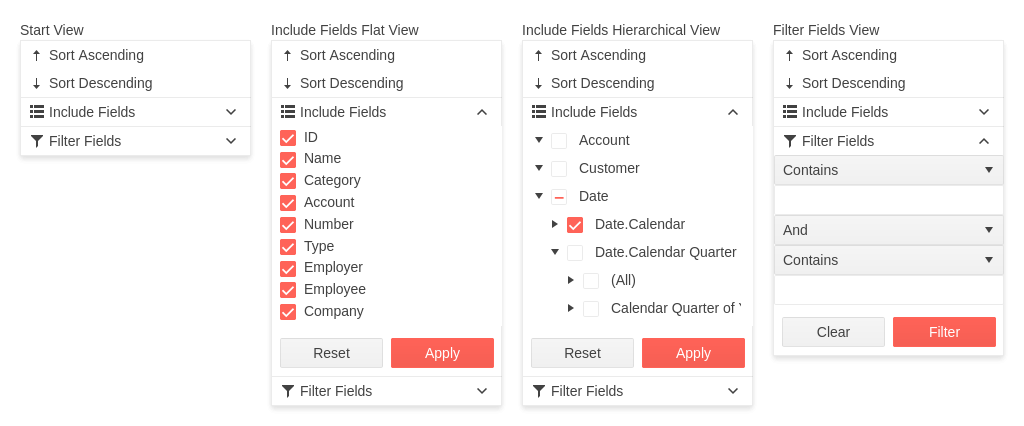 Start View
Sort Ascending
Sort Descending
Include Fields
Filter Fields
Include Fields Flat View
Sort Ascending
Sort Descending
Include Fields
ID
Name
Category
Account
Number
Type
Employer
Employee
Company
Reset Apply
Filter Fields
Include Fields Hierarchical View
Sort Ascending
Sort Descending
Include Fields
Account
Customer
Date
Date.Calendar
Date.Calendar Quarter
(All)
Calendar Quarter of
Reset Apply
Filter Fields
Filter Fields View
Sort Ascending
Sort Descending
Include Fields
Filter Fields
Contains
And
Contains
Clear Filter